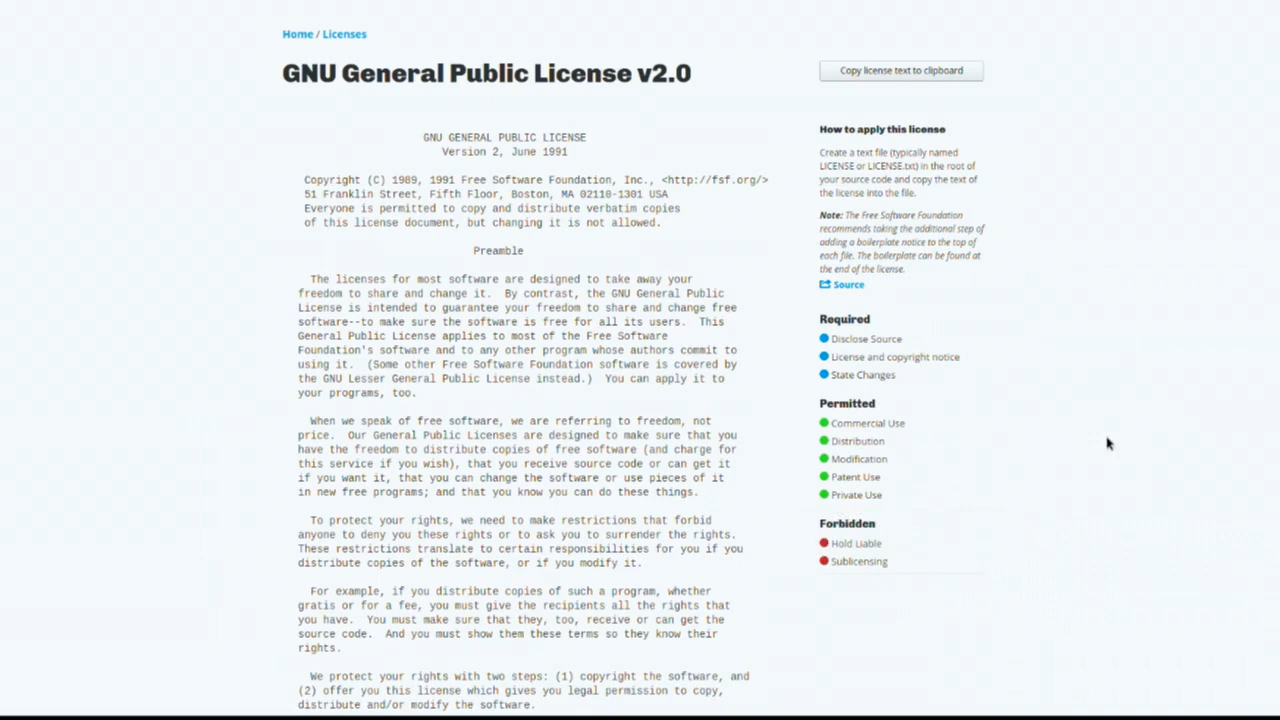 Home / Licenses
GNU General Public License v2.0
Copy license text to clipboard
GNU GENERAL PUBLIC LICENSE
Version 2, June 1991
Copyright (C) 1989, 1991 Free Software Foundation, Inc., <http://fsf.org/>
51 Franklin Street, Fifth Floor, Boston, MA 02110-1301 USA
Everyone is permitted to copy and distribute verbatim copies
of this license document, but changing it is not allowed.
Preamble
The licenses for most software are designed to take away your
freedom to share and change it.  By contrast, the GNU General Public
License is intended to guarantee your freedom to share and change free
software--to make sure the software is free for all its users.  This
General Public License applies to most of the Free Software
Foundation's software and to any other program whose authors commit to
using it.  (Some other Free Software Foundation software is covered by
the GNU Lesser General Public License instead.)  You can apply it to
your programs, too.
When we speak of free software, we are referring to freedom, not
price.  Our General Public Licenses are designed to make sure that you
have the freedom to distribute copies of free software (and charge for
this service if you wish), that you receive source code or can get it
if you want it, that you can change the software or use pieces of it
in new free programs; and that you know you can do these things.
To protect your rights, we need to make restrictions that forbid
anyone to deny you these rights or to ask you to surrender the rights.
These restrictions translate to certain responsibilities for you if you
distribute copies of the software, or if you modify it.
For example, if you distribute copies of such a program, whether
gratis or for a fee, you must give the recipients all the rights that
you have.  You must make sure that they, too, receive or can get the
source code.  And you must show them these terms so they know their
rights.
We protect your rights with two steps: (1) copyright the software, and
(2) offer you this license which gives you legal permission to copy,
distribute and/or modify the software.
How to apply this license
Create a text file (typically named
LICENSE or LICENSE.txt) in the root of
your source code and copy the text of
the license into the file.
Note: The Free Software Foundation
recommends taking the additional step of
adding a boilerplate notice to the top of
each file. The boilerplate can be found at
the end of the license.
Source
Required
Disclose Source
License and copyright notice
State Changes
Permitted
Commercial Use
Distribution
Modification
Patent Use
Private Use
Forbidden
Hold Liable
Sublicensing